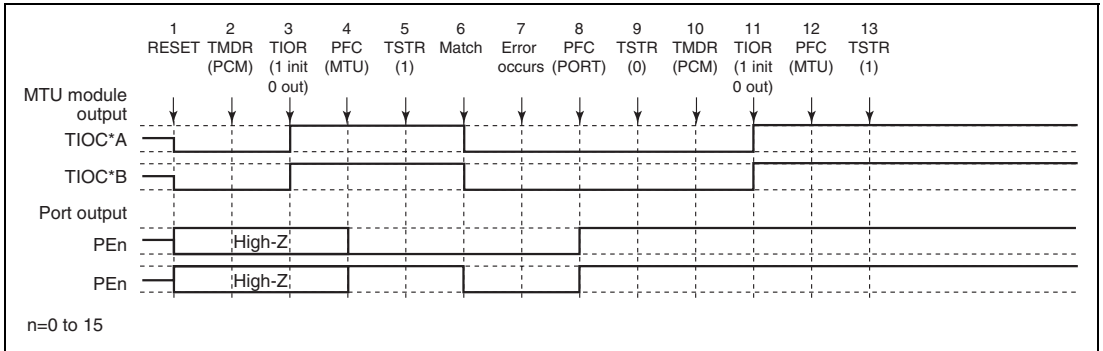 1 2 3 4 5 6 7 8 9 10 11 12 13
RESET TMDR TIOR PFC TSTR Match Error PFC TSTR TMDR TIOR PFC TSTR
(PCM) (1 init (MTU) (1) occurs (PORT) (0) (PCM) (1 init (MTU) (1)
0 out) 0 out)
MTU module
output
TIOC*A
TIOC*B
Port output
PEn High-Z
PEn High-Z
n=0 to 15